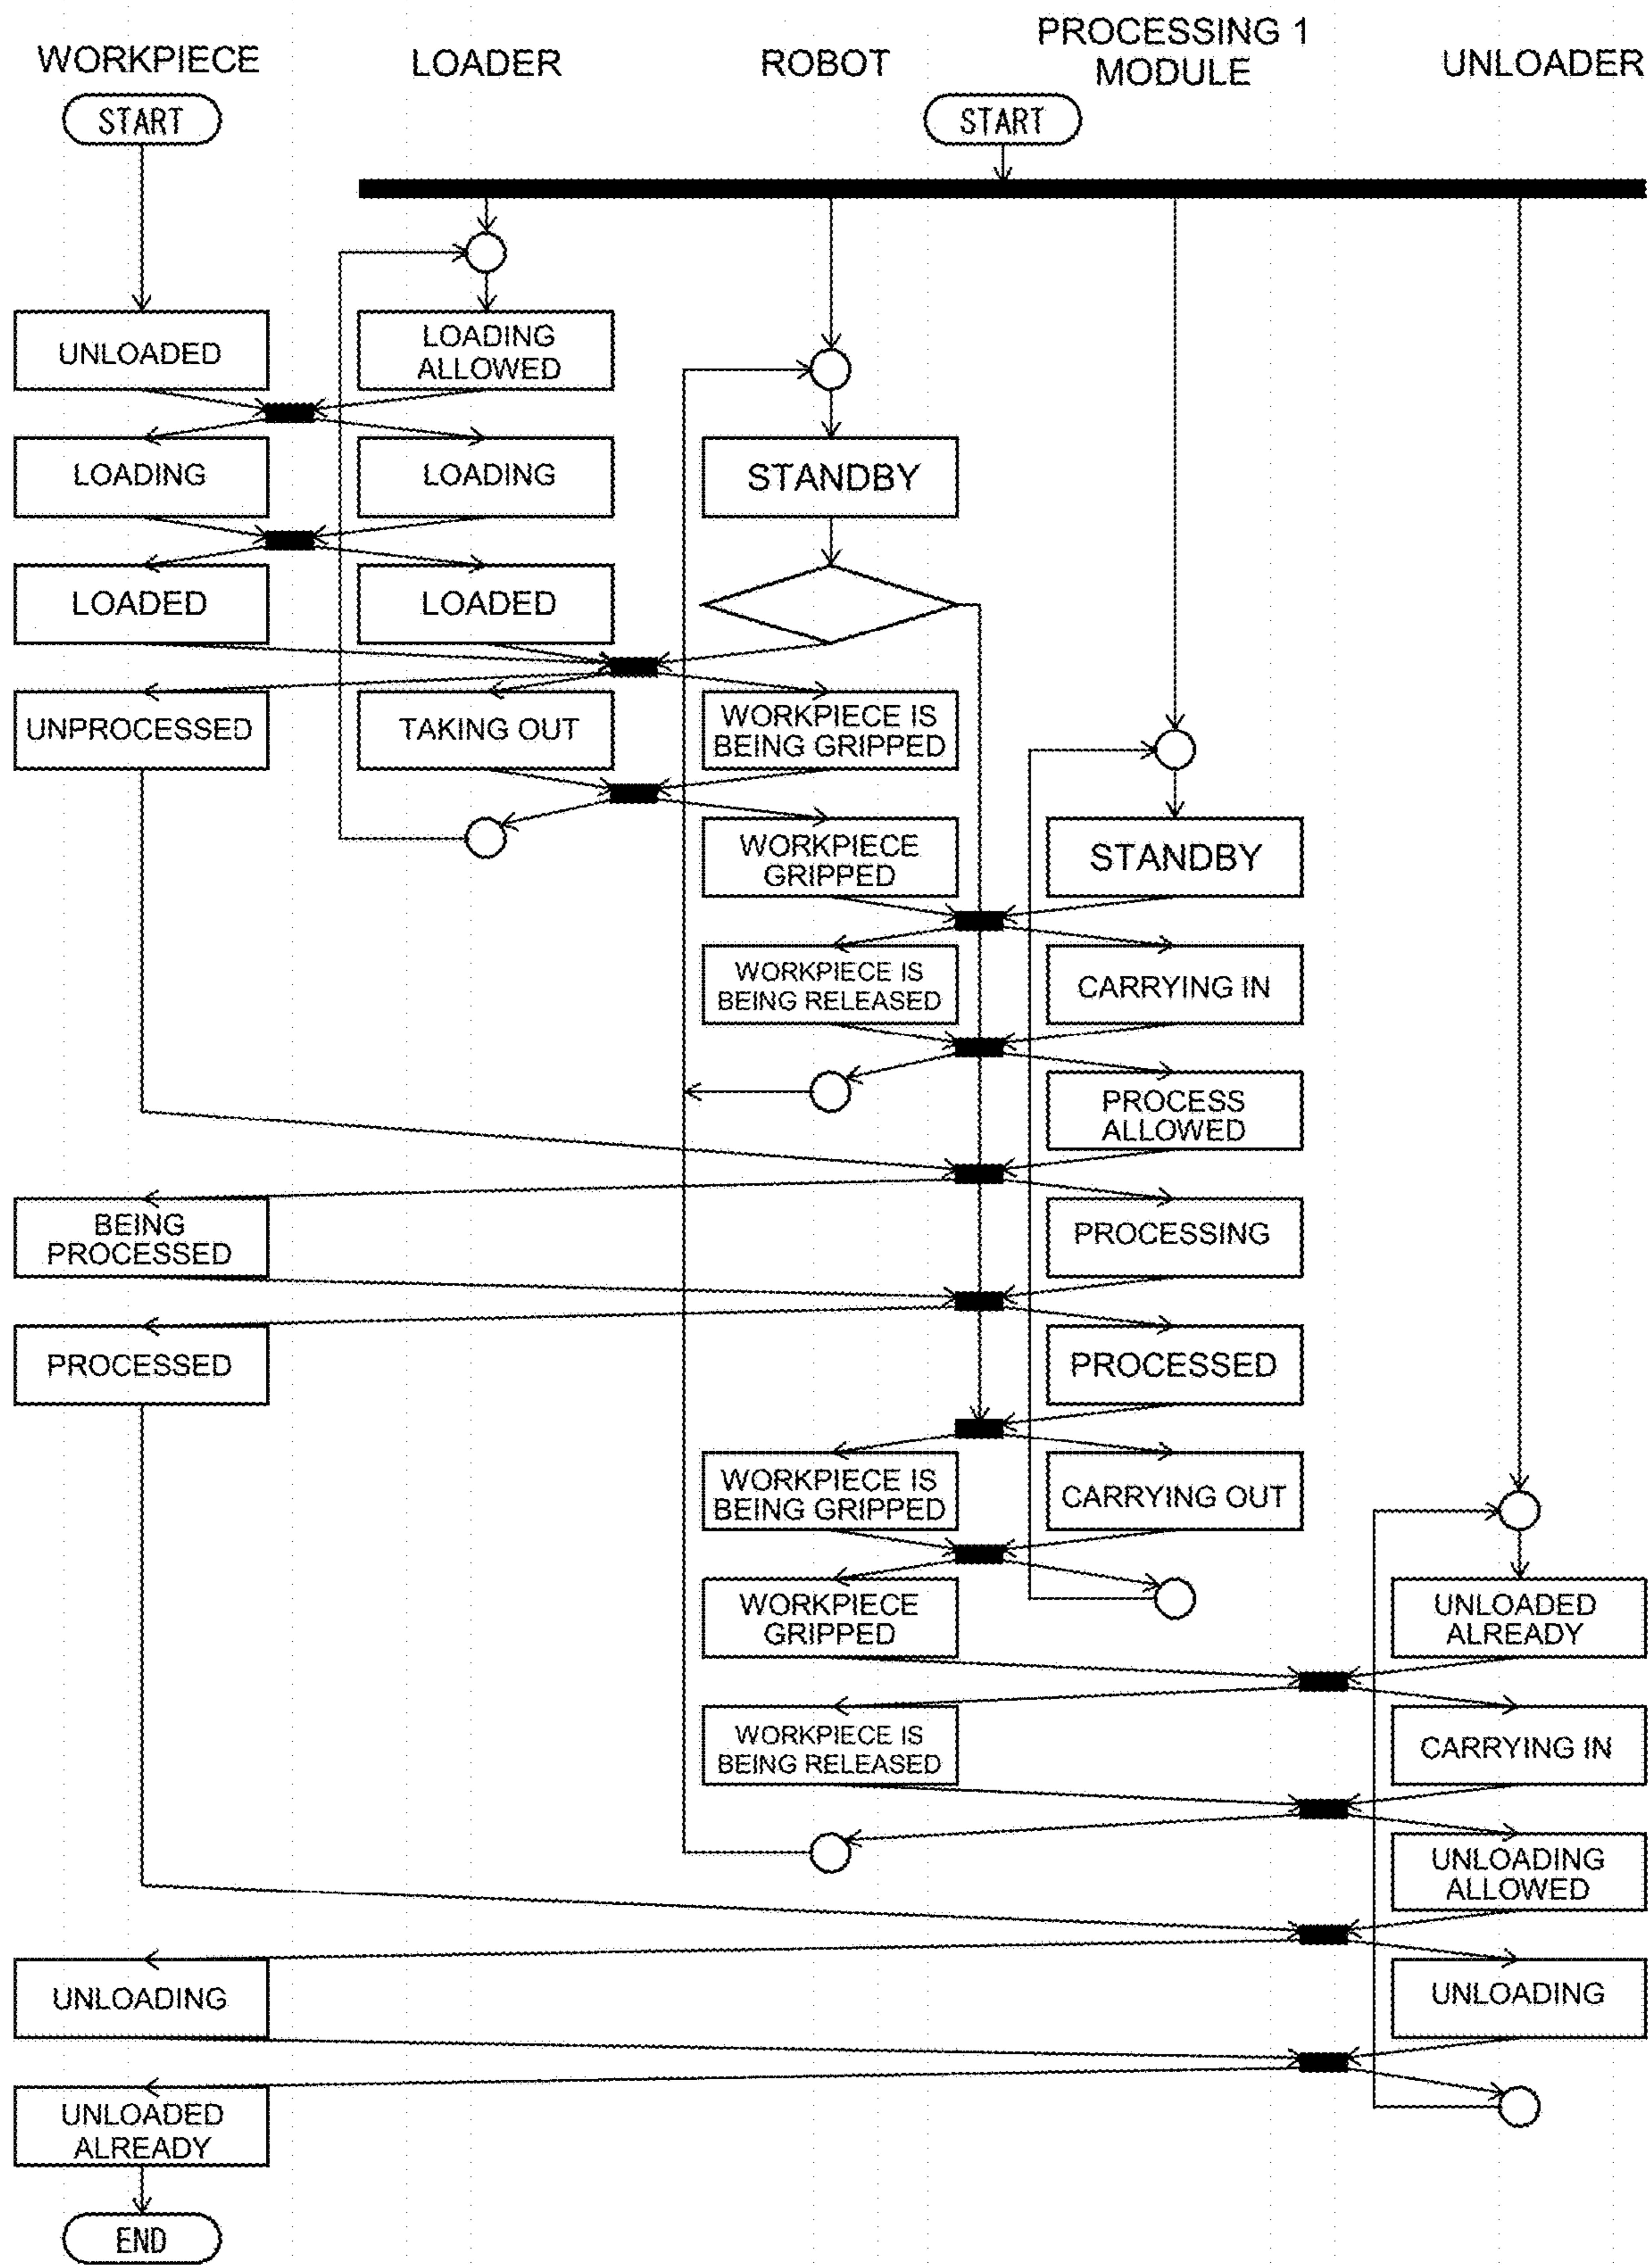 WORKPIECE
LOADER
ROBOT
PROCESSING 1
MODULE
UNLOADER
START
START
UNLOADED
LOADING
ALLOWED
LOADING
LOADING
STANDBY
LOADED
LOADED
UNPROCESSED
TAKING OUT
WORKPIECE IS
BEING GRIPPED
WORKPIECE
GRIPPED
STANDBY
WORKPIECE IS
BEING RELEASED
CARRYING IN
PROCESS
ALLOWED
BEING
PROCESSED
PROCESSING
PROCESSED
PROCESSED
WORKPIECE IS
BEING GRIPPED
CARRYING OUT
WORKPIECE
GRIPPED
UNLOADED
ALREADY
WORKPIECE IS
BEING RELEASED
CARRYING IN
UNLOADING
ALLOWED
UNLOADING
UNLOADING
UNLOADED
ALREADY
END